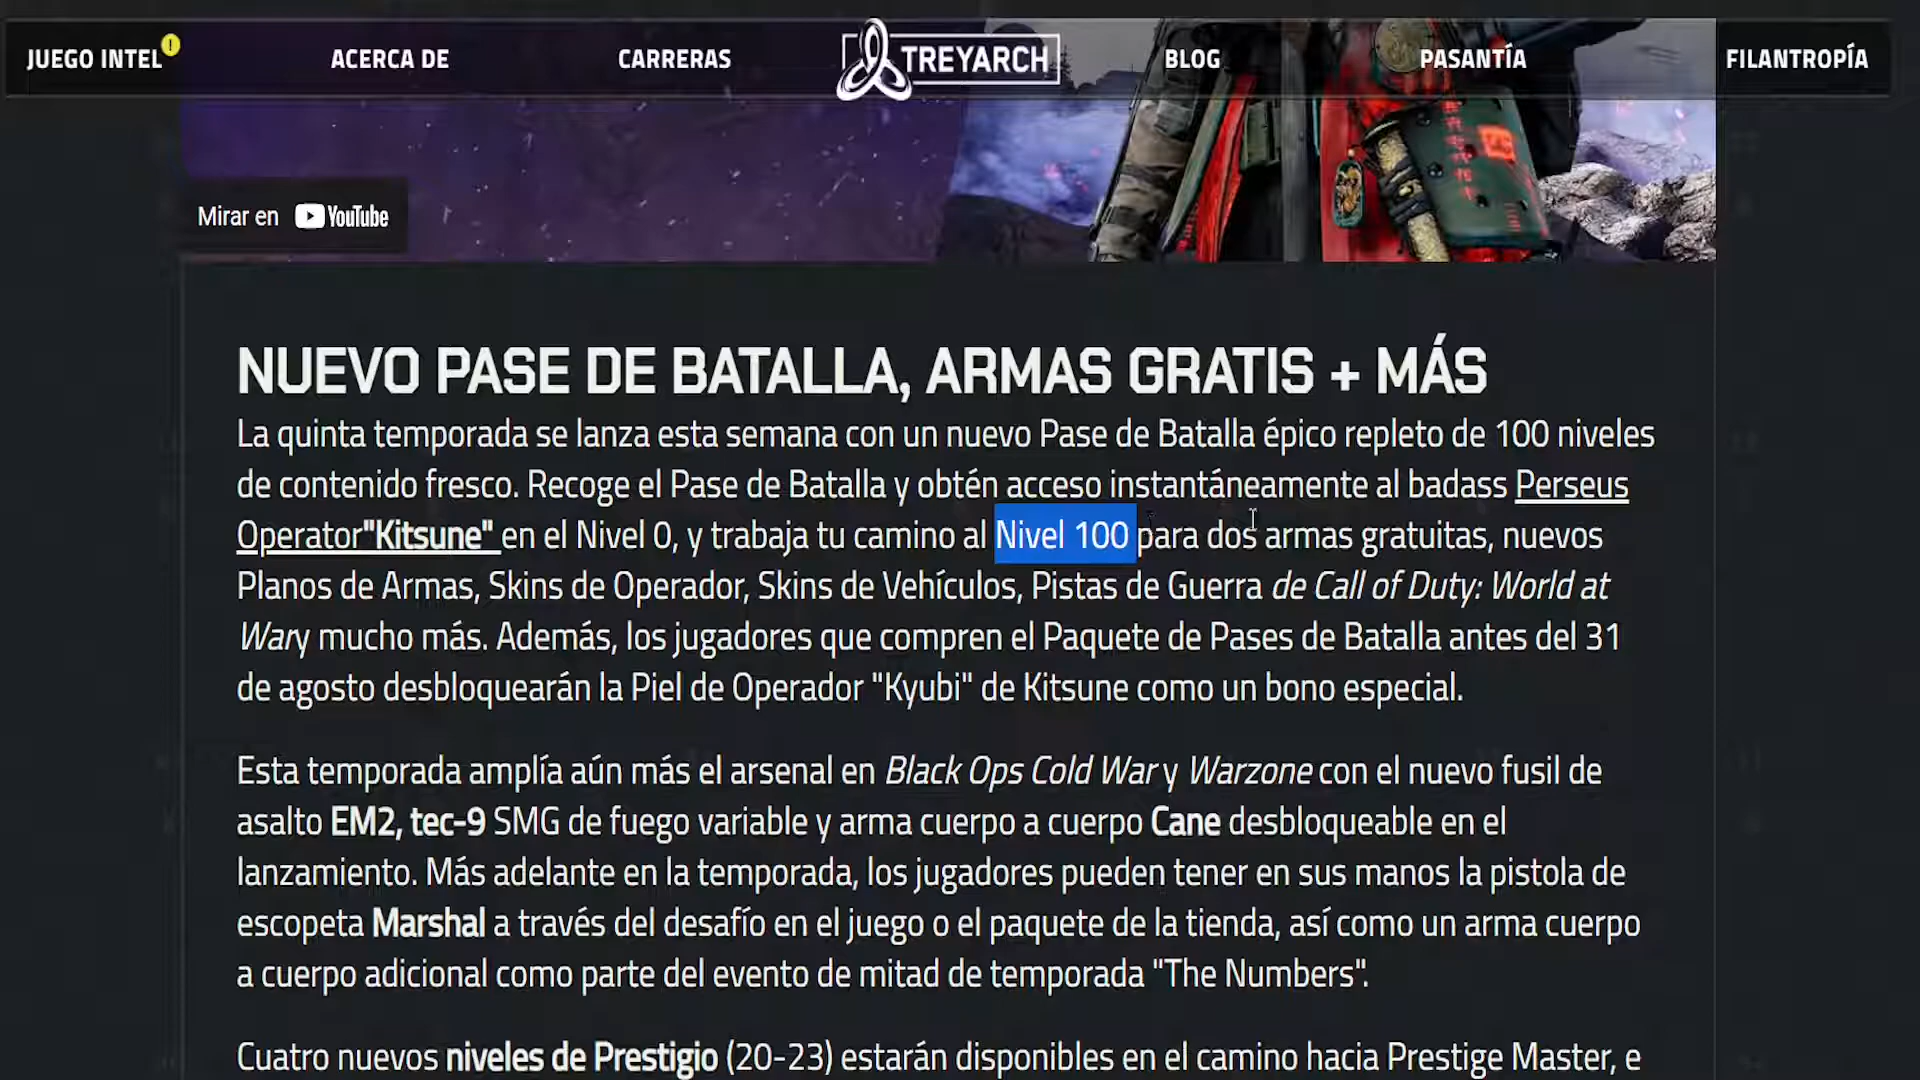 JUEGO INTEL
!
ACERCA DE
CARRERAS
TREYARCH
BLOG
PASANTÍA
FILANTROPÍA
Mirar en YouTube
NUEVO PASE DE BATALLA, ARMAS GRATIS + MÁS
La quinta temporada se lanza esta semana con un nuevo Pase de Batalla épico repleto de 100 niveles
de contenido fresco. Recoge el Pase de Batalla y obtén acceso instantáneamente al badass Perseus
Operator"Kitsune" en el Nivel 0, y trabaja tu camino al Nivel 100 para dos armas gratuitas, nuevos
Planos de Armas, Skins de Operador, Skins de Vehículos, Pistas de Guerra de Call of Duty: World at
Wary mucho más. Además, los jugadores que compren el Paquete de Pases de Batalla antes del 31
de agosto desbloquearán la Piel de Operador "Kyubi" de Kitsune como un bono especial.
Esta temporada amplía aún más el arsenal en Black Ops Cold War y Warzone con el nuevo fusil de
asalto EM2, tec-9 SMG de fuego variable y arma cuerpo a cuerpo Cane desbloqueable en el
lanzamiento. Más adelante en la temporada, los jugadores pueden tener en sus manos la pistola de
escopeta Marshal a través del desafío en el juego o el paquete de la tienda, así como un arma cuerpo
a cuerpo adicional como parte del evento de mitad de temporada "The Numbers".
Cuatro nuevos niveles de Prestigio (20-23) estarán disponibles en el camino hacia Prestige Master, e